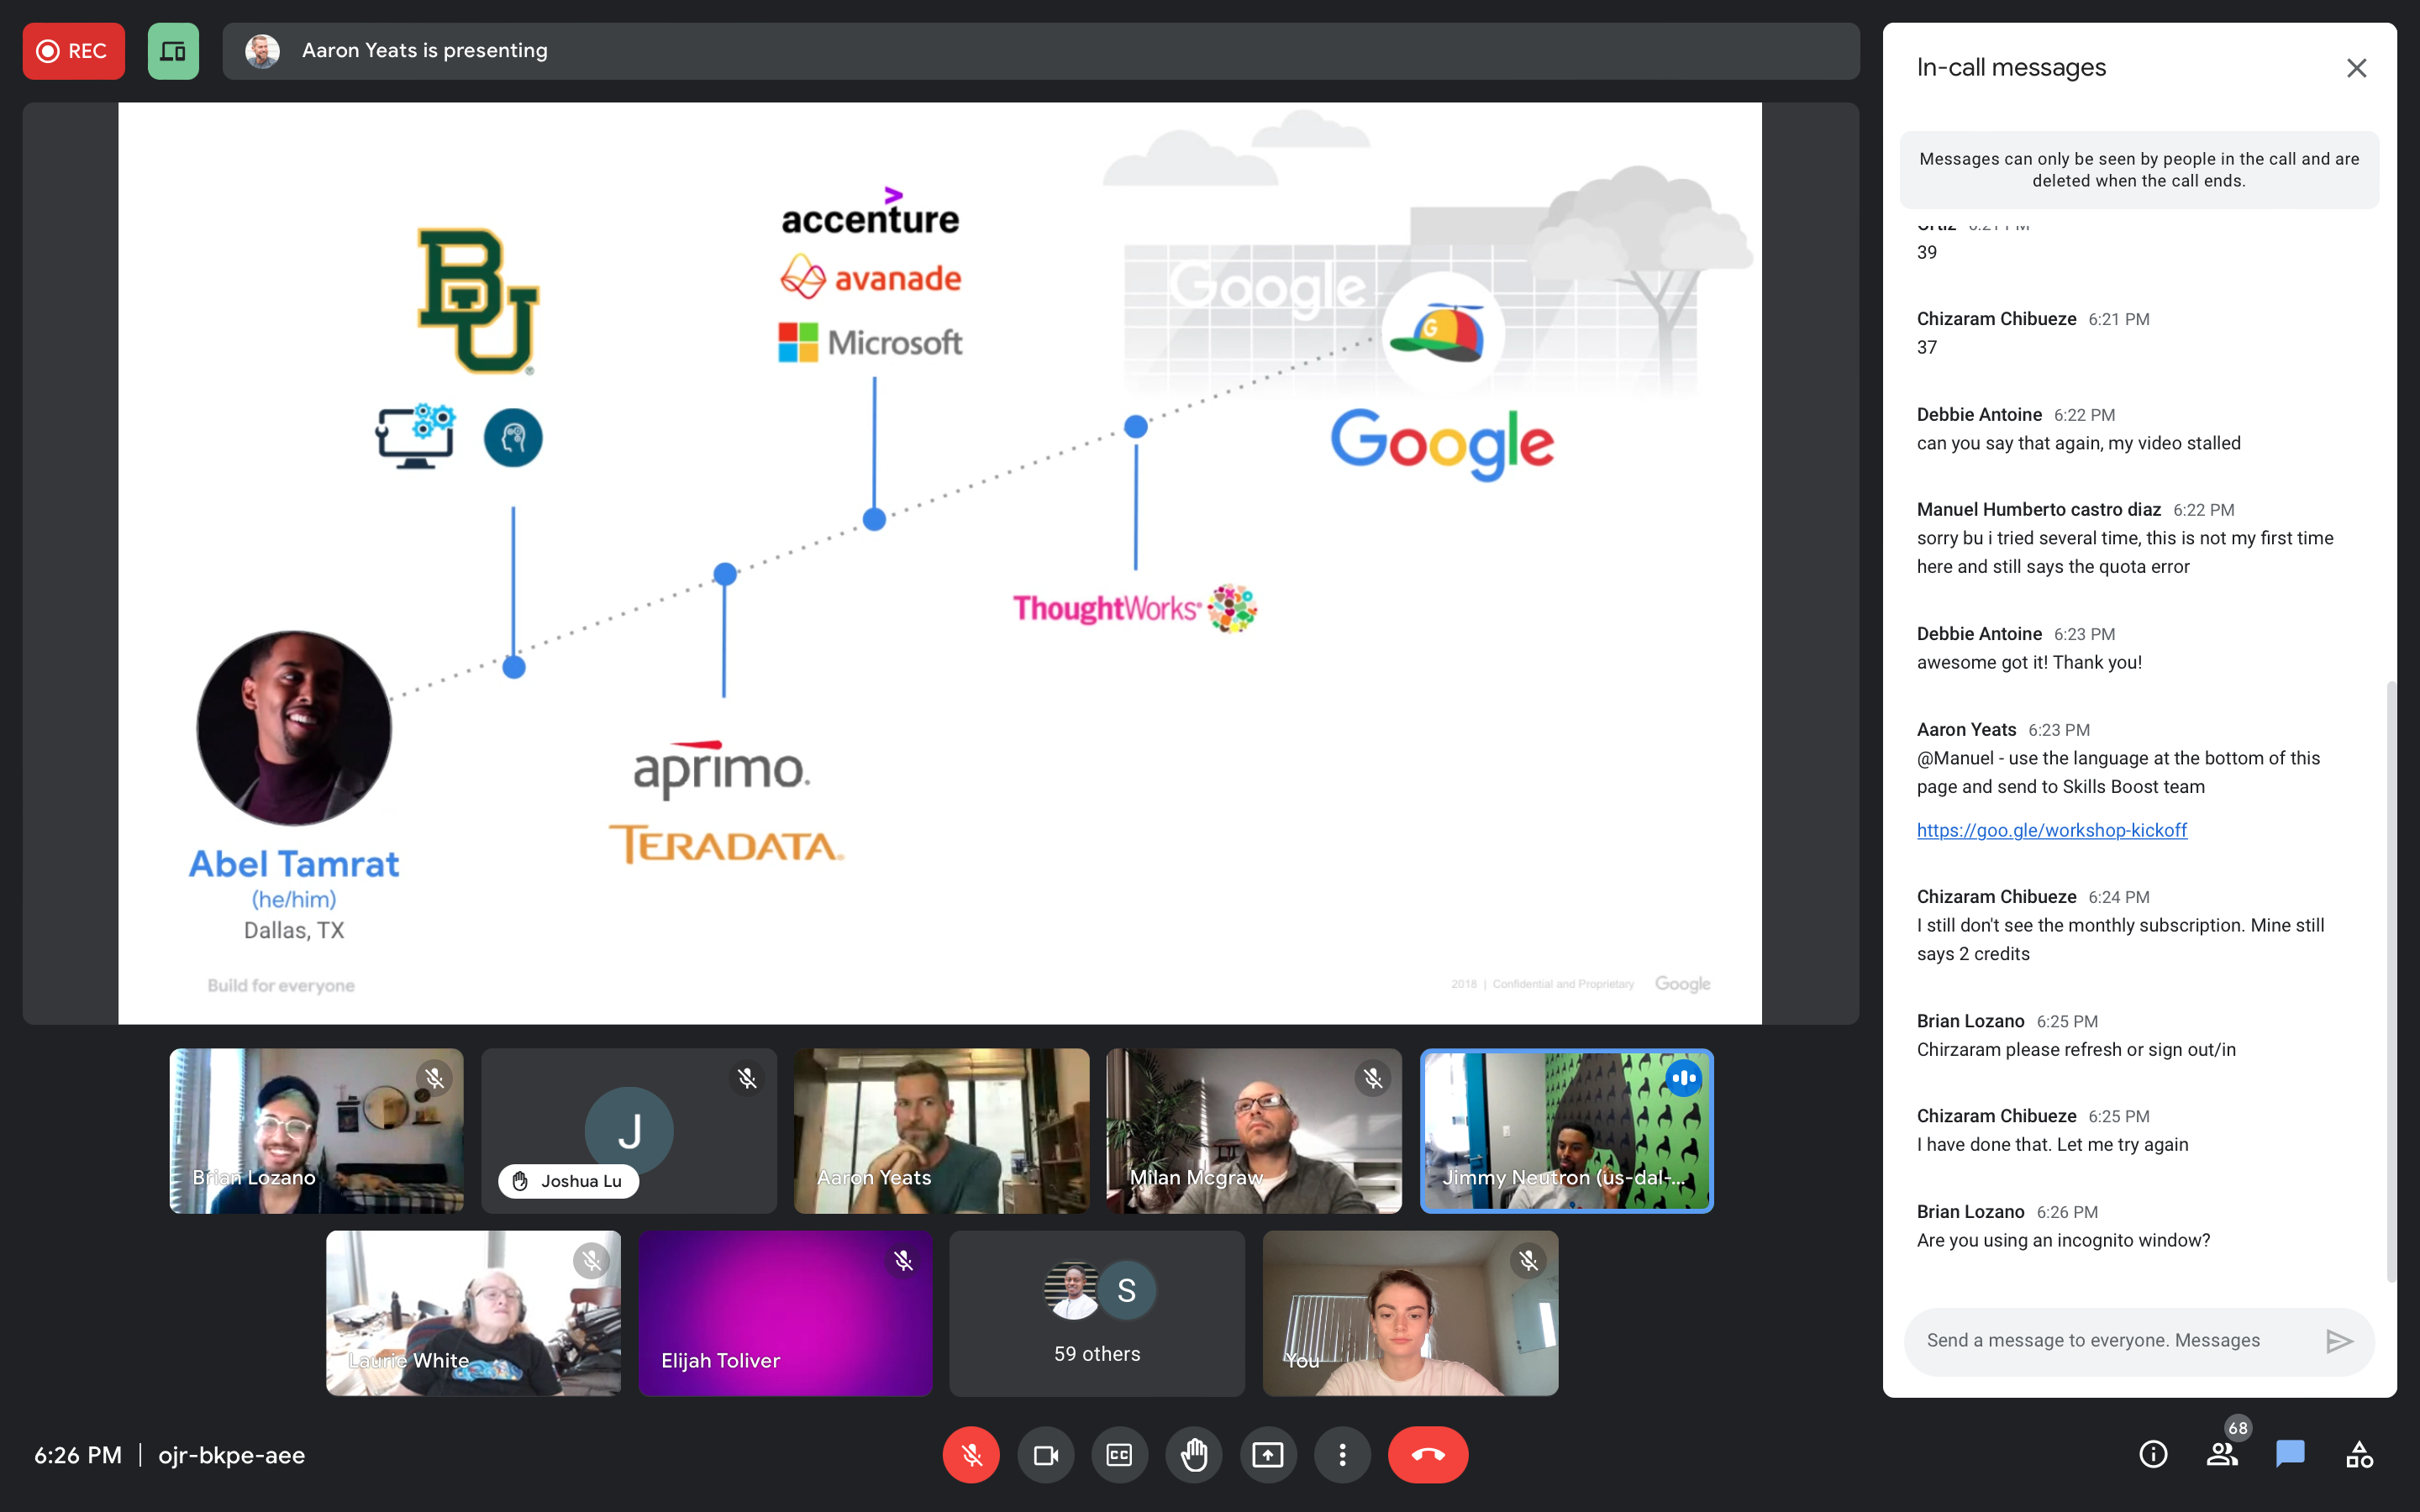 REC
Aaron Yeats is presenting
BU
accenture
avanade
Microsoft
Google
G
Google
ThoughtWorks
aprimo
TERADATA
Abel Tamrat
(he/him)
Dallas, TX
Build for everyone
2018 | Confidential and Proprietary Google
Brian Lozano
J
Joshua Lu
Aaron Yeats
Milan Mcgraw
Jimmy Neutron (us-dal-...
Laurie White
Elijah Toliver
S
59 others
You
6:26 PM | ojr-bkpe-aee
CC
68
In-call messages
Messages can only be seen by people in the call and are
deleted when the call ends.
Ortiz 6:21 PM
39
Chizaram Chibueze 6:21 PM
37
Debbie Antoine 6:22 PM
can you say that again, my video stalled
Manuel Humberto castro diaz 6:22 PM
sorry bu i tried several time, this is not my first time
here and still says the quota error
Debbie Antoine 6:23 PM
awesome got it! Thank you!
Aaron Yeats 6:23 PM
@Manuel - use the language at the bottom of this
page and send to Skills Boost team
https://goo.gle/workshop-kickoff
Chizaram Chibueze 6:24 PM
I still don't see the monthly subscription. Mine still
says 2 credits
Brian Lozano 6:25 PM
Chirzaram please refresh or sign out/in
Chizaram Chibueze 6:25 PM
I have done that. Let me try again
Brian Lozano 6:26 PM
Are you using an incognito window?
Send a message to everyone. Messages